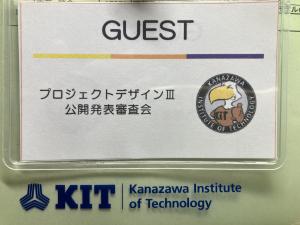 GUEST
プロジェクトデザインⅢ
公開発表審査会
KANAZAWA
INSTITUTE OF TECHNOLOGY
KIT
KIT
Kanazawa Institute
of Technology